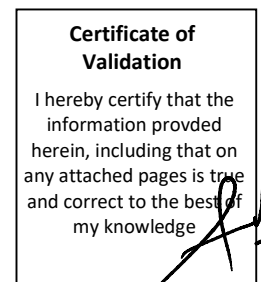 Certificate of
Validation
I hereby certify that the
information provded
herein, including that on
any attached pages is true
and correct to the best of
my knowledge